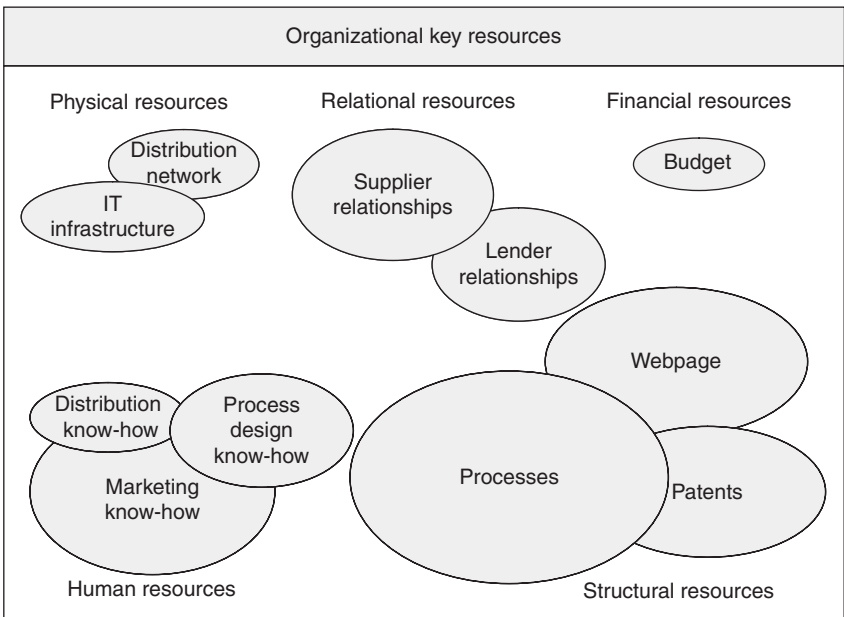 Organizational key resources
Physical resources
Relational resources
Financial resources
Distribution
network
IT
infrastructure
Supplier
relationships
Lender
relationships
Budget
Webpage
Distribution
know-how
Process
design
know-how
Marketing
know-how
Processes
Patents
Human resources
Structural resources